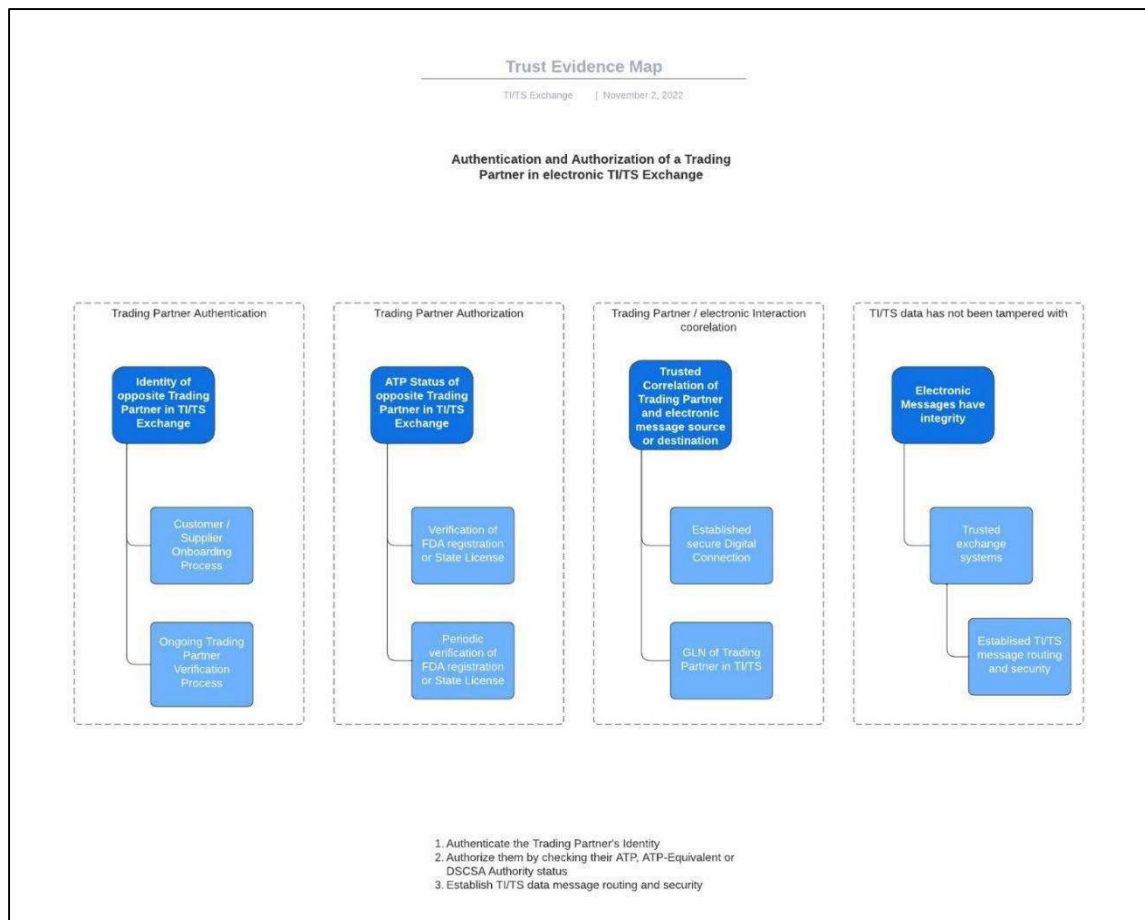 Trust Evidence Map
TI/TS Exchange | November 2, 2022
Authentication and Authorization of a Trading
Partner in electronic TI/TS Exchange
Trading Partner Authentication
Identity of
opposite Trading
Partner in TI/TS
Exchange
Customer /
Supplier
Onboarding
Process
Ongoing Trading
Partner
Verification
Process
Trading Partner Authorization
ATP Status of
opposite Trading
Partner in TI/TS
Exchange
Verification of
FDA registration
or State License
Periodic
verification of
FDA registration
or State License
Trading Partner / electronic Interaction
coorelation
Trusted
Correlation of
Trading Partner
and electronic
message source
or destination
Established
secure Digital
Connection
GLN of Trading
Partner in TI/TS
TI/TS data has not been tampered with
Electronic
Messages have
integrity
Trusted
exchange
systems
Establised TI/TS
message routing
and security
1. Authenticate the Trading Partner's Identity
2. Authorize them by checking their ATP, ATP-Equivalent or
DSCSA Authority status
3. Establish TI/TS data message routing and security